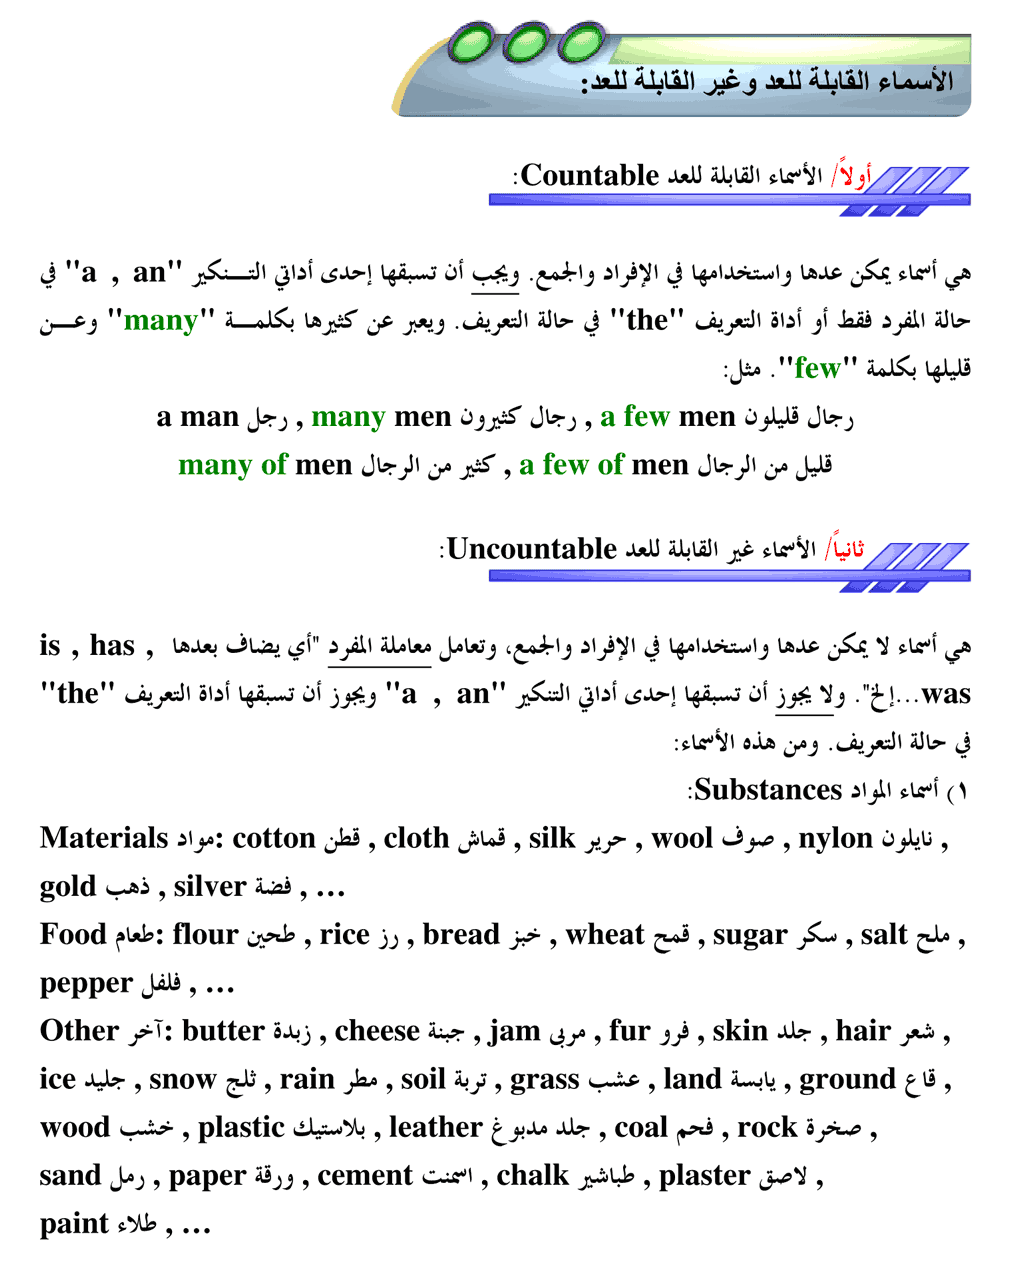 الأسماء القابلة للعد وغير القابلة للعد:
أولاً/ الأسماء القابلة للعد Countable:
هي أسماء يمكن عدها واستخدامها في الإفراد والجمع. ويجب أن تسبقها إحدى أداتي التـــنكير "a , an" في
حالة المفرد فقط أو أداة التعريف "the" في حالة التعريف. ويعبر عن كثيرها بكلمـــة "many" وعـــن
قليلها بكلمة "few". مثل:
a man رجل , many men رجال كثيرون , a few men رجال قليلون
many of men كثير من الرجال , a few of men قليل من الرجال
ثانياً/ الأسماء غير القابلة للعد Uncountable:
هي أسماء لا يمكن عدها واستخدامها في الإفراد والجمع، وتعامل معاملة المفرد "أي يضاف بعدها is , has ,
was...إلخ". ولا يجوز أن تسبقها إحدى أداتي التنكير "a , an" ويجوز أن تسبقها أداة التعريف "the"
في حالة التعريف. ومن هذه الأسماء:
١) أسماء المواد Substances:
Materials مواد: cotton قطن , cloth قماش , silk حرير , wool صوف , nylon نايلون ,
gold ذهب , silver فضة , ...
Food طعام: flour طحين , rice رز , bread خبز , wheat قمح , sugar سكر , salt ملح ,
pepper فلفل , ...
Other آخر: butter زبدة , cheese جبنة , jam مربى , fur فرو , skin جلد , hair شعر ,
ice جليد , snow ثلج , rain مطر , soil تربة , grass عشب , land يابسة , ground قاع ,
wood خشب , plastic بلاستيك , leather جلد مدبوغ , coal فحم , rock صخرة ,
sand رمل , paper ورقة , cement اسمنت , chalk طباشير , plaster لاصق ,
paint طلاء , ...